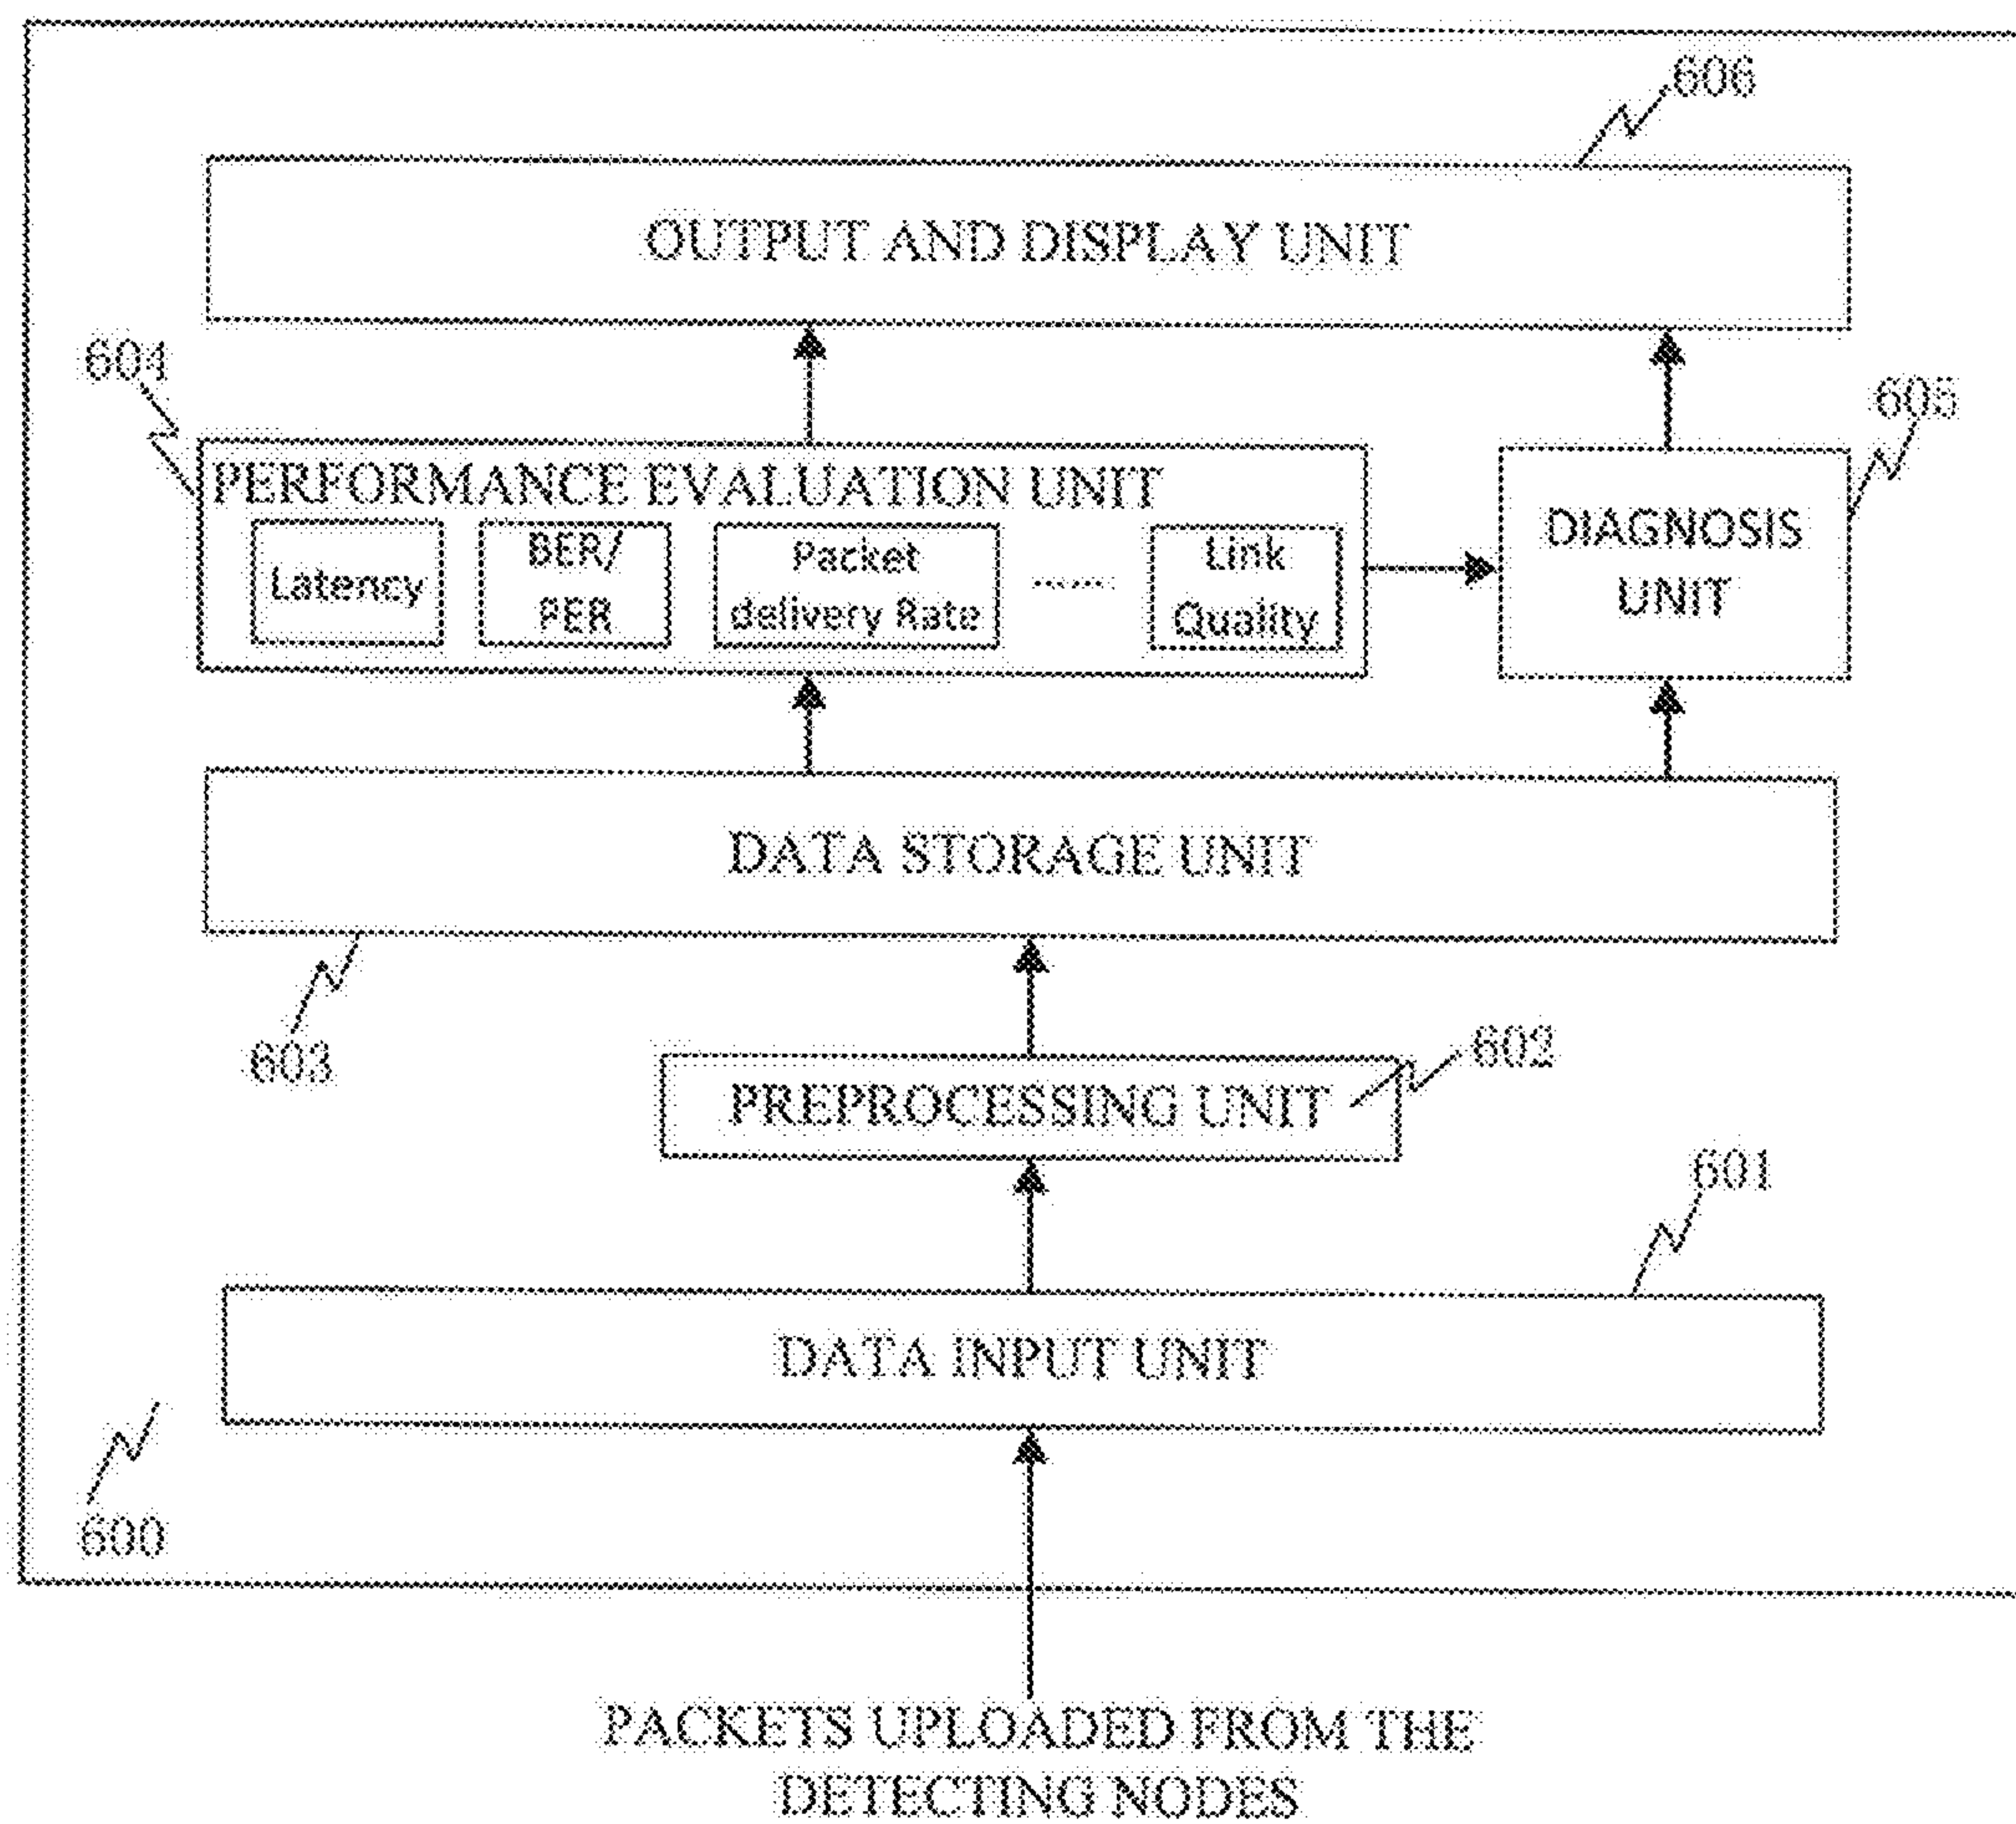 606
OUTPUT AND DISPLAY UNIT
604
605
PERFORMANCE EVALUATION UNIT
Latency
BER/
PER
Packet
delivery Rate
Link
Quality
DIAGNOSIS
UNIT
DATA STORAGE UNIT
603
602
PREPROCESSING UNIT
601
DATA INPUT UNIT
600
PACKETS UPLOADED FROM THE
DETECTING NODES